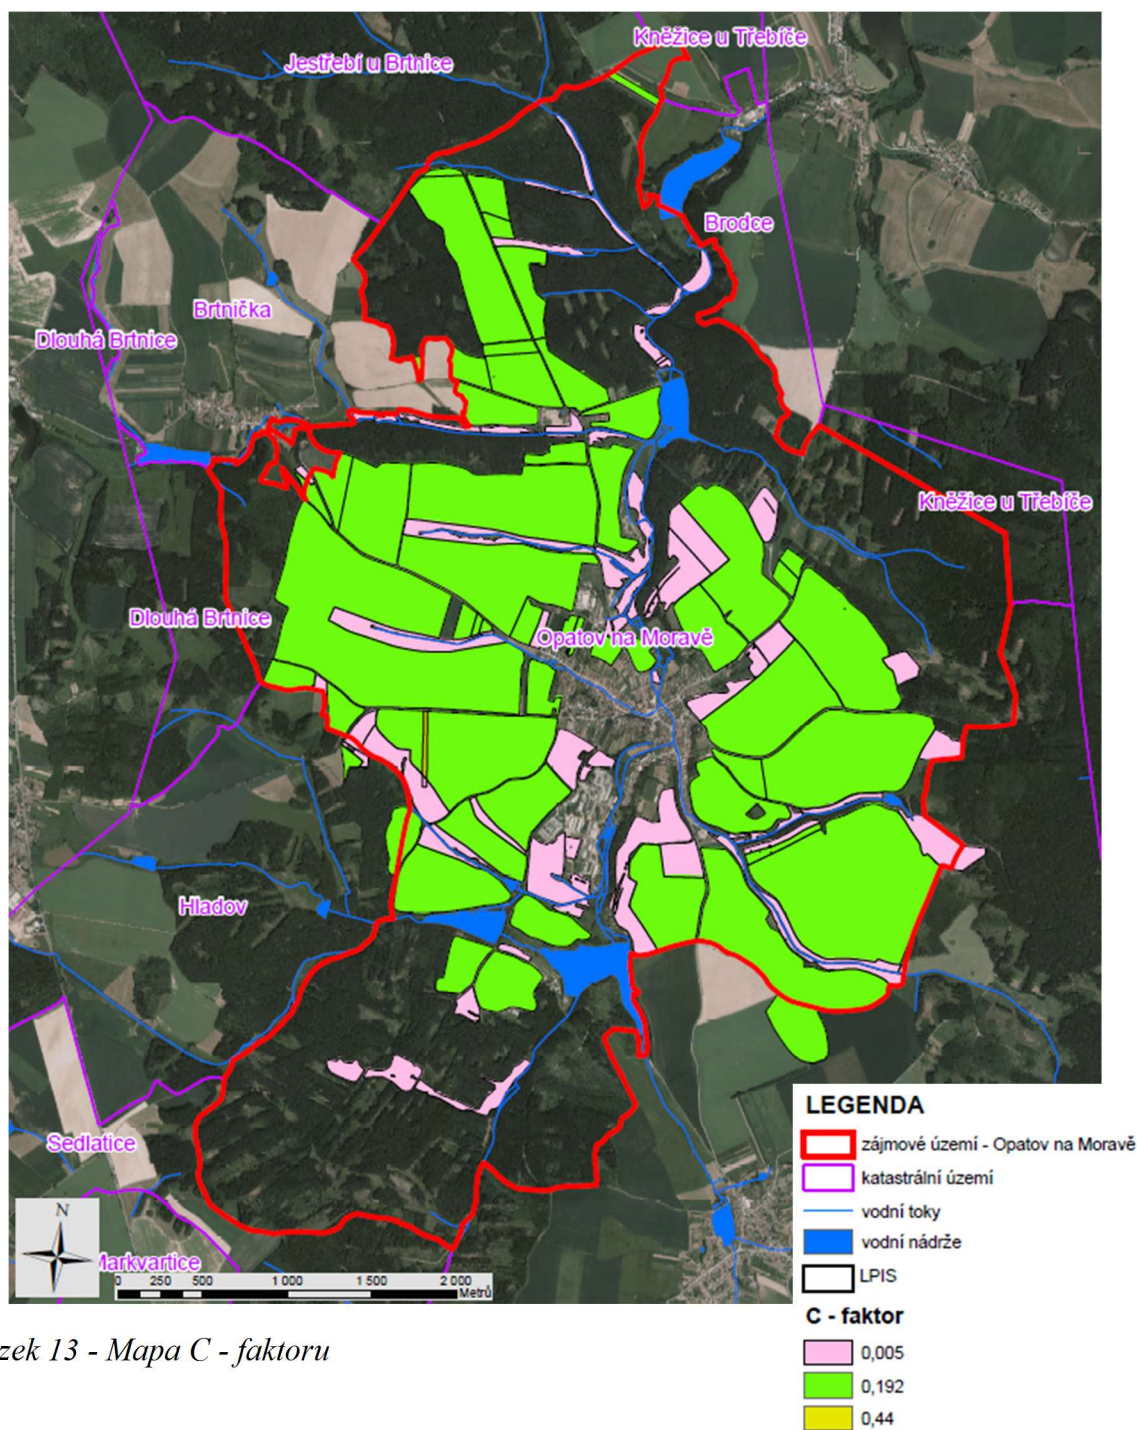 Kněžice u Třebíče
Jestřebí u Brtnice
Brodce
Brtnička
Dlouhá Brtnice
Kněžice u Třebíče
Dlouhá Brtnice
Opatov na Moravě
Hladov
Sedlatice
N
Markvartice
0 250 500 1 000 1 500 2 000
Metrů
LEGENDA
zájmové území - Opatov na Moravě
katastrální území
vodní toky
vodní nádrže
LPIS
C - faktor
0,005
0,192
0,44
zek 13 - Mapa C - faktoru